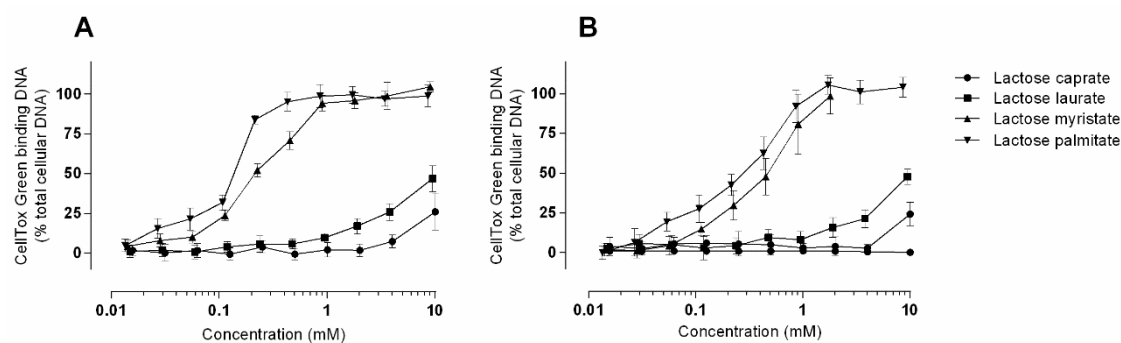 A
CellTox Green binding DNA
(% total cellular DNA)
100
75
50
25
0
0.01
0.1
1
10
Concentration (mM)
B
CellTox Green binding DNA
(% total cellular DNA)
100
75
50
25
0
0.01
0.1
1
10
Concentration (mM)
Lactose caprate
Lactose laurate
Lactose myristate
Lactose palmitate